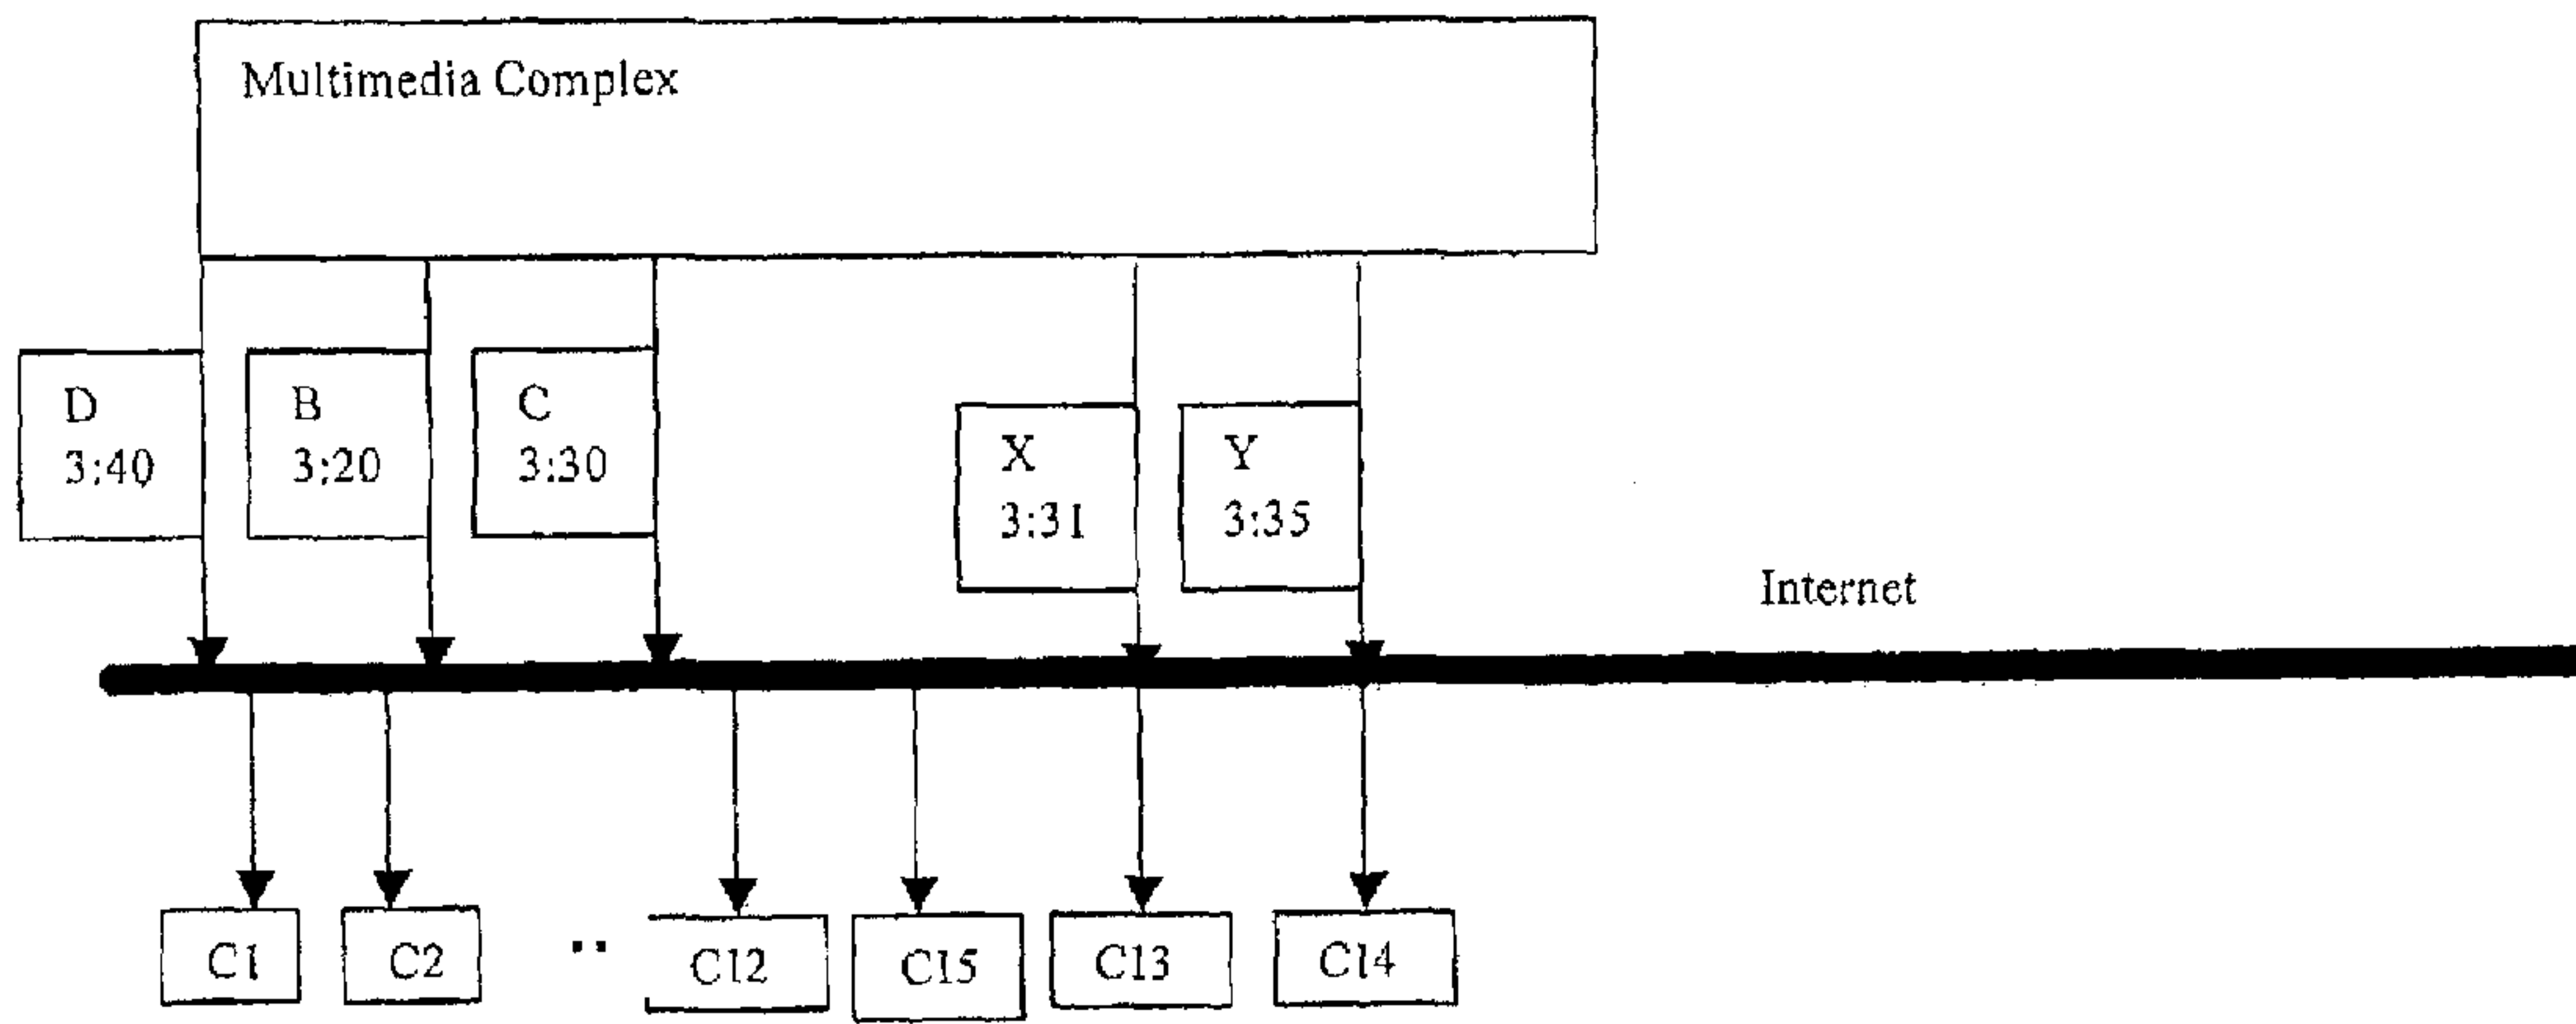 Multimedia Complex
D
3:40
B
3:20
C
3:30
X
3:31
Y
3:35
Internet
C1
C2
..
C12
C15
C13
C14